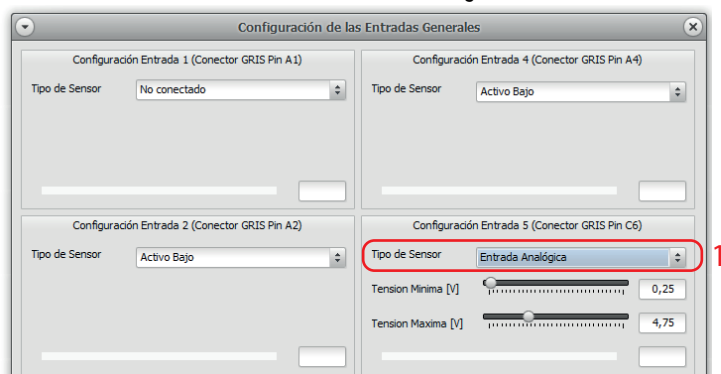 Configuración de las Entradas Generales
Configuración Entrada 1 (Conector GRIS Pin A1)
Tipo de Sensor No conectado
Configuración Entrada 4 (Conector GRIS Pin A4)
Tipo de Sensor Activo Bajo
Configuración Entrada 2 (Conector GRIS Pin A2)
Tipo de Sensor Activo Bajo
Configuración Entrada 5 (Conector GRIS Pin C6)
Tipo de Sensor Entrada Analógica 1
Tension Minima [V] 0,25
Tension Maxima [V] 4,75